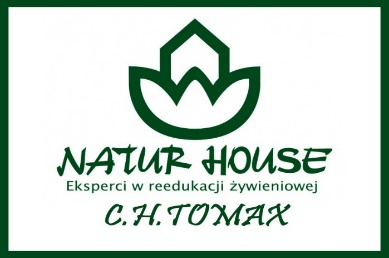 NATUR HOUSE
Eksperci w reedukacji żywieniowej
C.H. TOMAX